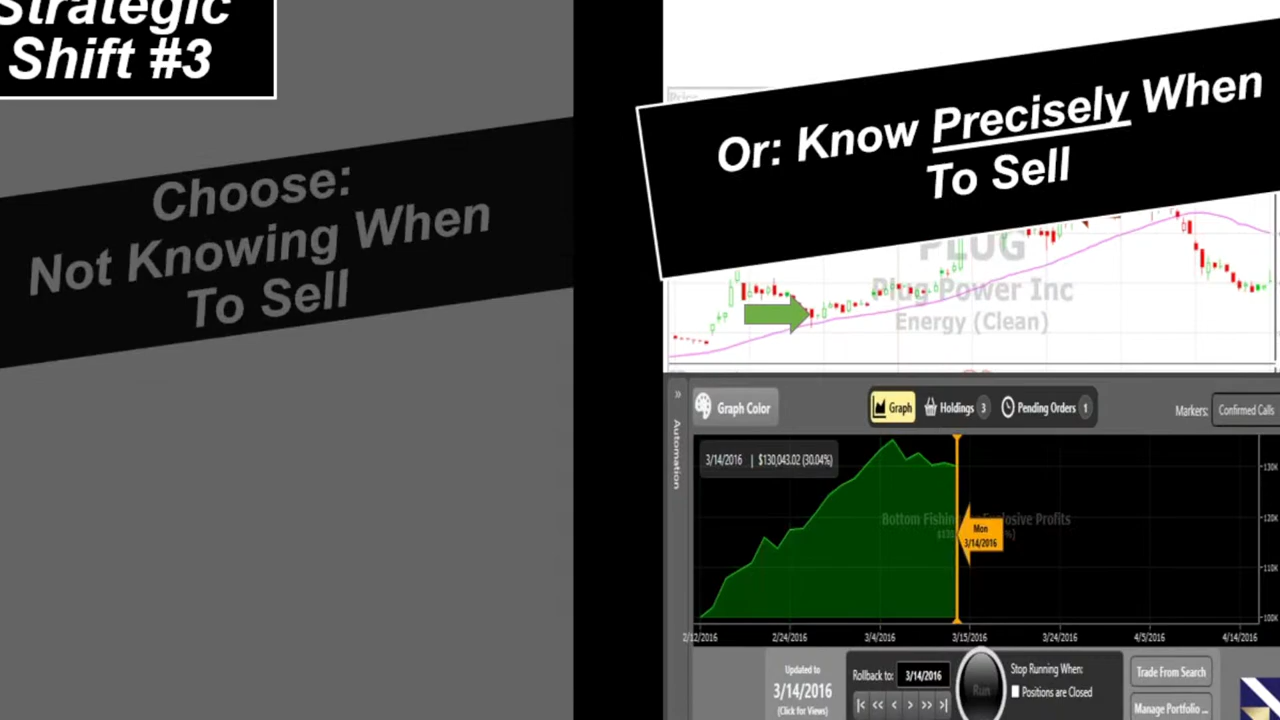 Strategic
Shift #3
Choose:
Not Knowing When
To Sell
Or: Know Precisely When
To Sell
Price
PLUG
Plug Power Inc
Energy (Clean)
»
Automation
Graph Color
Graph
Holdings 3
Pending Orders 1
Markers:
Confirmed Calls
3/14/2016 | $130,043.02 (30.04%)
Bottom Fishing
Explosive Profits
Mon
3/14/2016
130K
120K
110K
100K
2/12/2016
2/24/2016
3/4/2016
3/15/2016
3/24/2016
4/5/2016
4/14/2016
Updated to
3/14/2016
(Click for Views)
Rollback to: 3/14/2016
Run
Stop Running When:
Positions are Closed
Trade From Search
Manage Portfolio ...